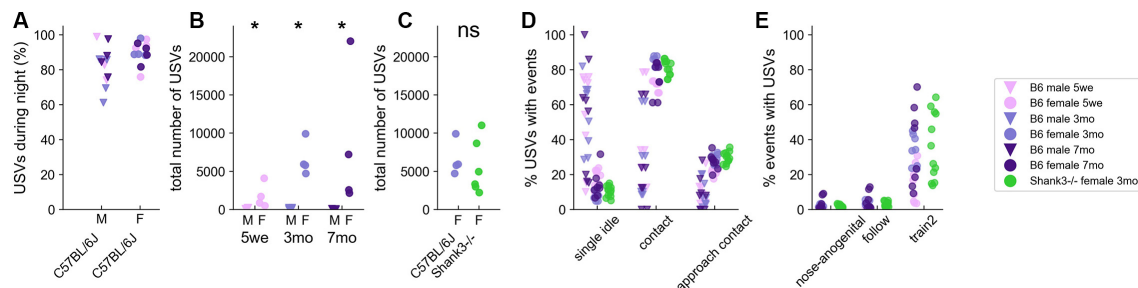 A
USVs during night (%)
100
80
60
40
20
0
M
F
C57BL/6J
C57BL/6J
B
total number of USVs
20000
15000
10000
5000
0
*
*
*
M F
M F
M F
5we
3mo
7mo
C
total number of USVs
20000
15000
10000
5000
0
ns
F
F
C57BL/6J
Shank3-/-
D
% USVs with events
100
80
60
40
20
0
single idle
contact
approach contact
E
% events with USVs
100
80
60
40
20
0
nose-anogenital
follow
train2
B6 male 5we
B6 female 5we
B6 male 3mo
B6 female 3mo
B6 male 7mo
B6 female 7mo
Shank3-/- female 3mo